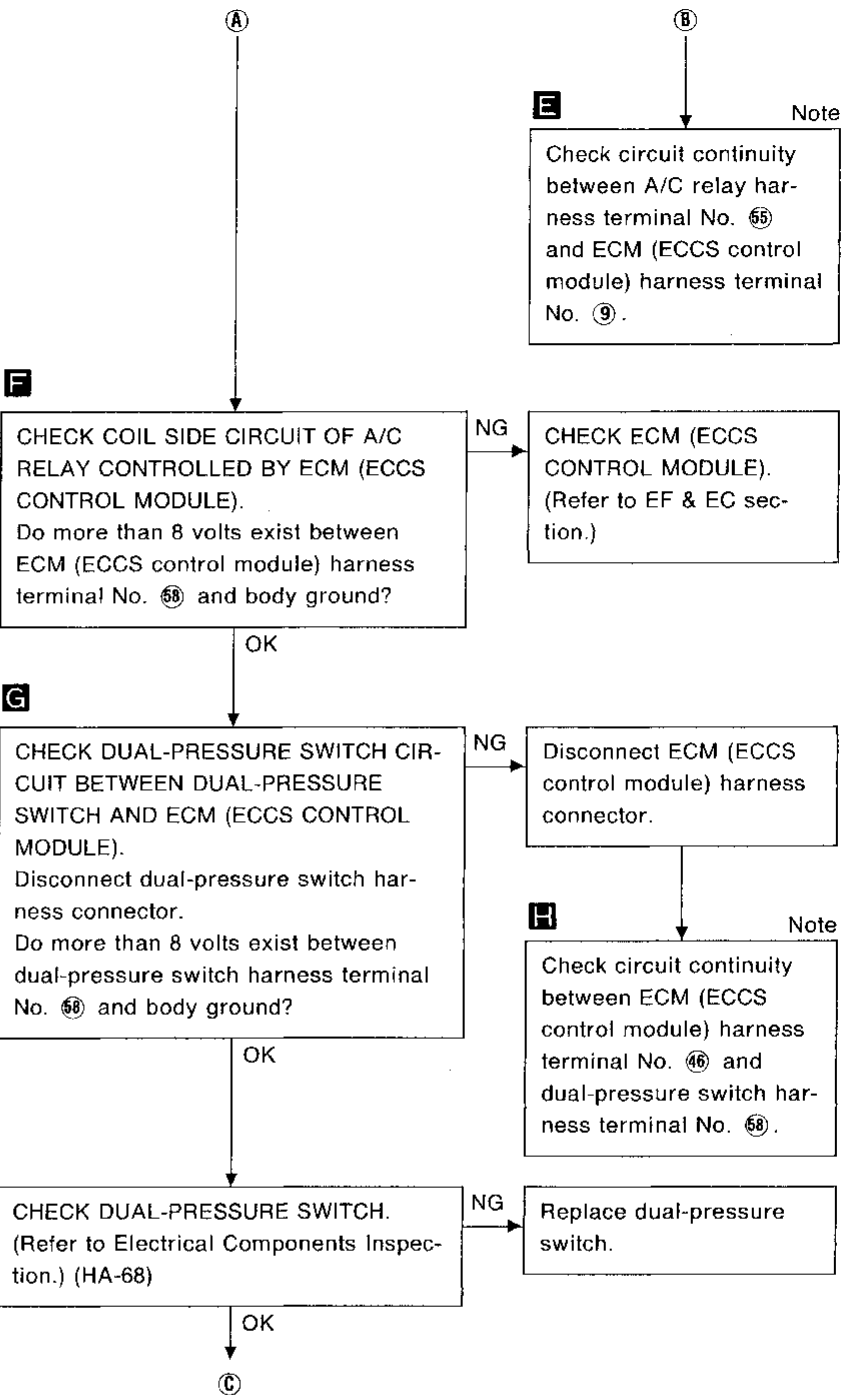 Ⓐ
Ⓑ
E
Note
Check circuit continuity
between A/C relay har-
ness terminal No. 55
and ECM (ECCS control
module) harness terminal
No. ⑨.
F
CHECK COIL SIDE CIRCUIT OF A/C
RELAY CONTROLLED BY ECM (ECCS
CONTROL MODULE).
Do more than 8 volts exist between
ECM (ECCS control module) harness
terminal No. 58 and body ground?
NG
CHECK ECM (ECCS
CONTROL MODULE).
(Refer to EF & EC sec-
tion.)
OK
G
CHECK DUAL-PRESSURE SWITCH CIR-
CUIT BETWEEN DUAL-PRESSURE
SWITCH AND ECM (ECCS CONTROL
MODULE).
Disconnect dual-pressure switch har-
ness connector.
Do more than 8 volts exist between
dual-pressure switch harness terminal
No. 58 and body ground?
NG
Disconnect ECM (ECCS
control module) harness
connector.
H
Note
Check circuit continuity
between ECM (ECCS
control module) harness
terminal No. ㊻ and
dual-pressure switch har-
ness terminal No. 58.
OK
CHECK DUAL-PRESSURE SWITCH.
(Refer to Electrical Components Inspec-
tion.) (HA-68)
NG
Replace dual-pressure
switch.
OK
Ⓒ